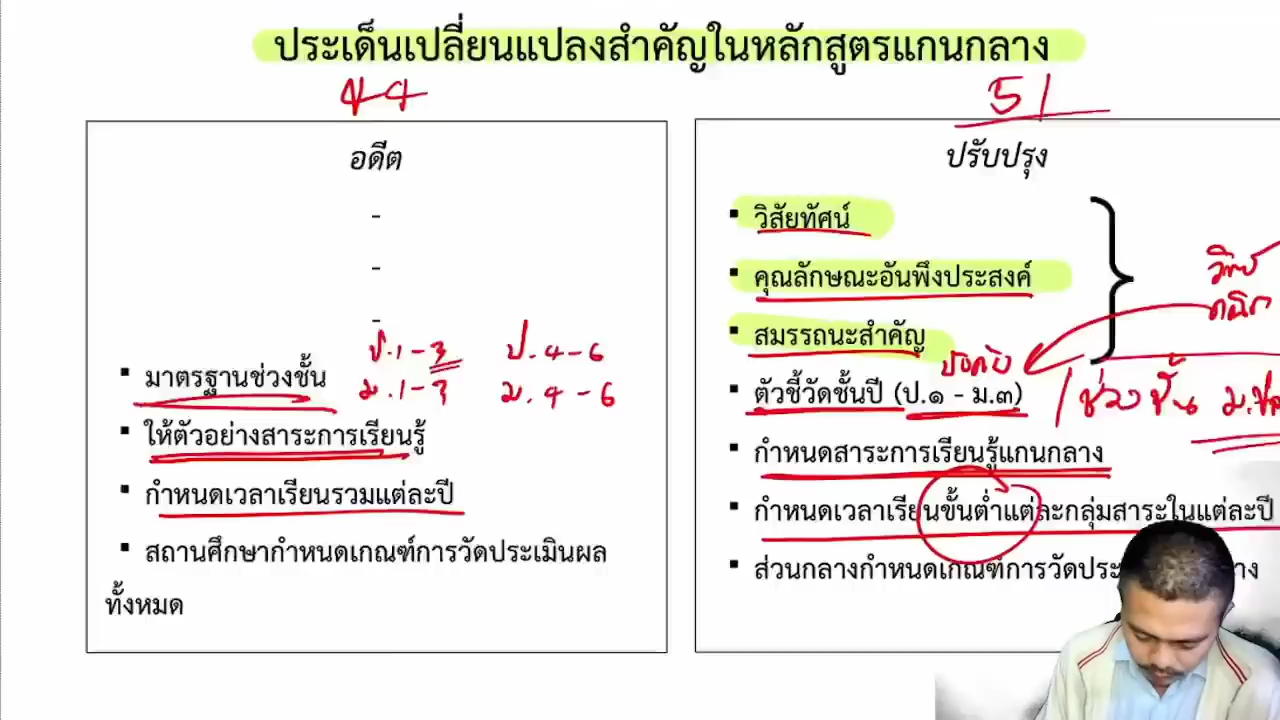 ประเด็นเปลี่ยนแปลงสำคัญในหลักสูตรแกนกลาง
44
51
อดีต
-
-
-
ป.1-3 ป.4-6
▪ มาตรฐานช่วงชั้น ม.1-3 ม.4-6
▪ ให้ตัวอย่างสาระการเรียนรู้
▪ กำหนดเวลาเรียนรวมแต่ละปี
▪ สถานศึกษากำหนดเกณฑ์การวัดประเมินผล
ทั้งหมด
ปรับปรุง
▪ วิสัยทัศน์
▪ คุณลักษณะอันพึงประสงค์
▪ สมรรถนะสำคัญ
▪ ตัวชี้วัดชั้นปี (ป.๑ - ม.๓) /ช่วงชั้น
▪ กำหนดสาระการเรียนรู้แกนกลาง
▪ กำหนดเวลาเรียนขั้นต่ำแต่ละกลุ่มสาระในแต่ละปี
▪ ส่วนกลางกำหนดเกณฑ์การวัด